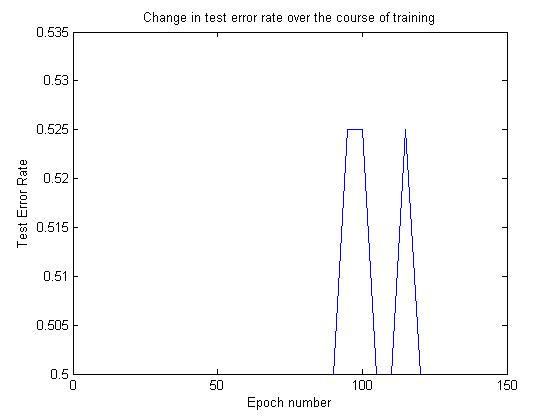 Change in test error rate over the course of training
0.535
0.53
0.525
0.52
0.515
0.51
0.505
0.5
Test Error Rate
0 50 100 150
Epoch number